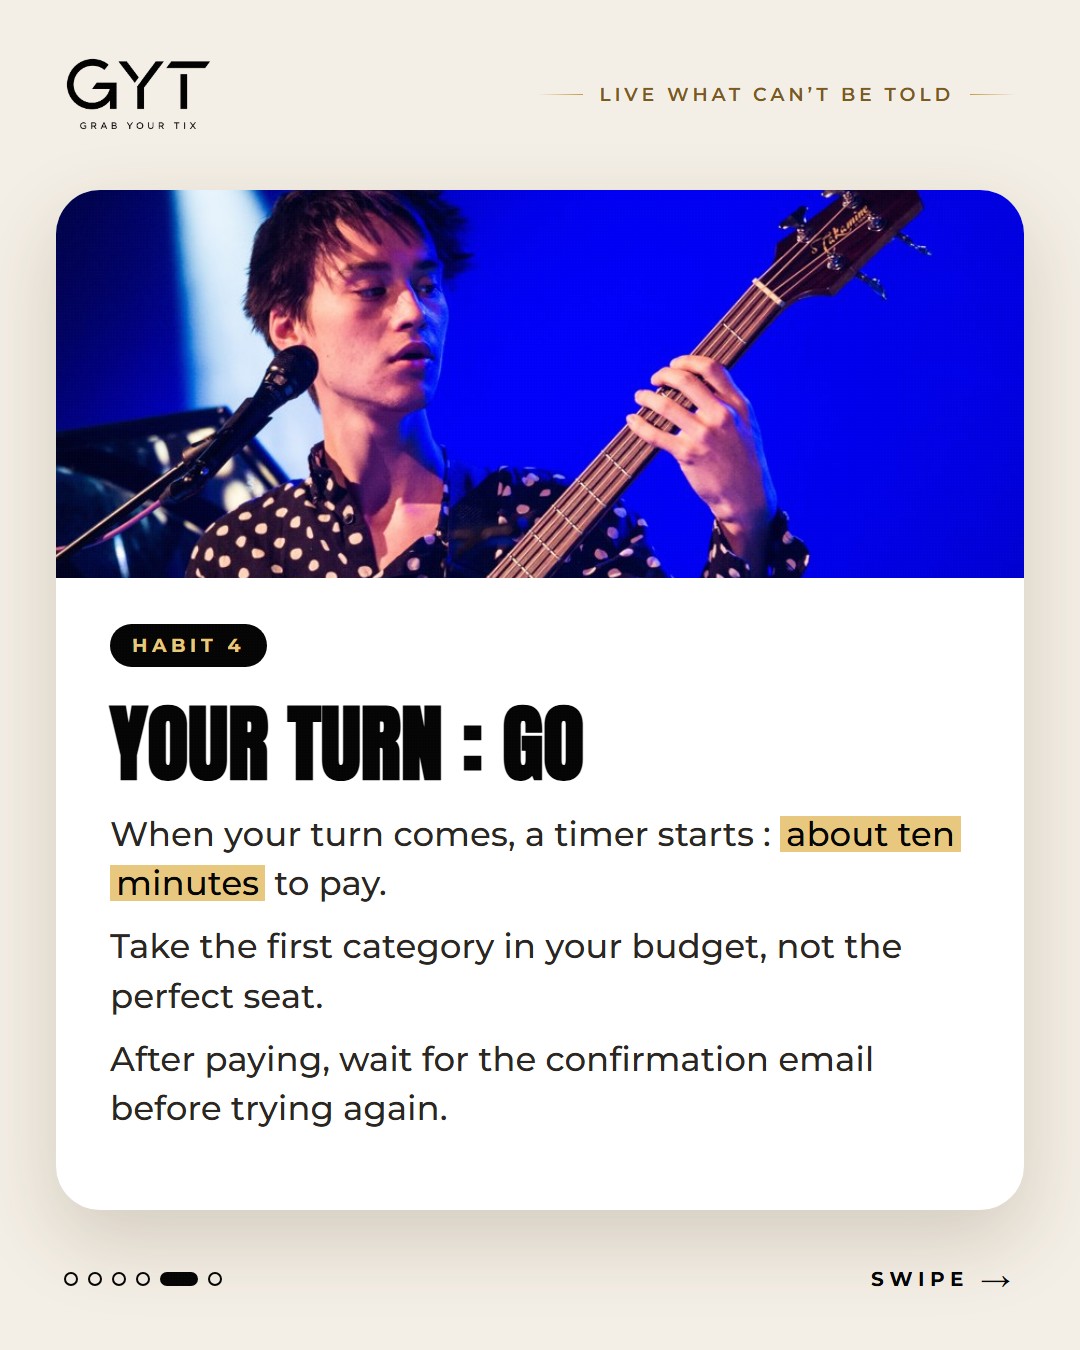 GYT
GRAB YOUR TIX
LIVE WHAT CAN’T BE TOLD
Takamine
HABIT 4
YOUR TURN : GO
When your turn comes, a timer starts : about ten
minutes to pay.
Take the first category in your budget, not the
perfect seat.
After paying, wait for the confirmation email
before trying again.
SWIPE →